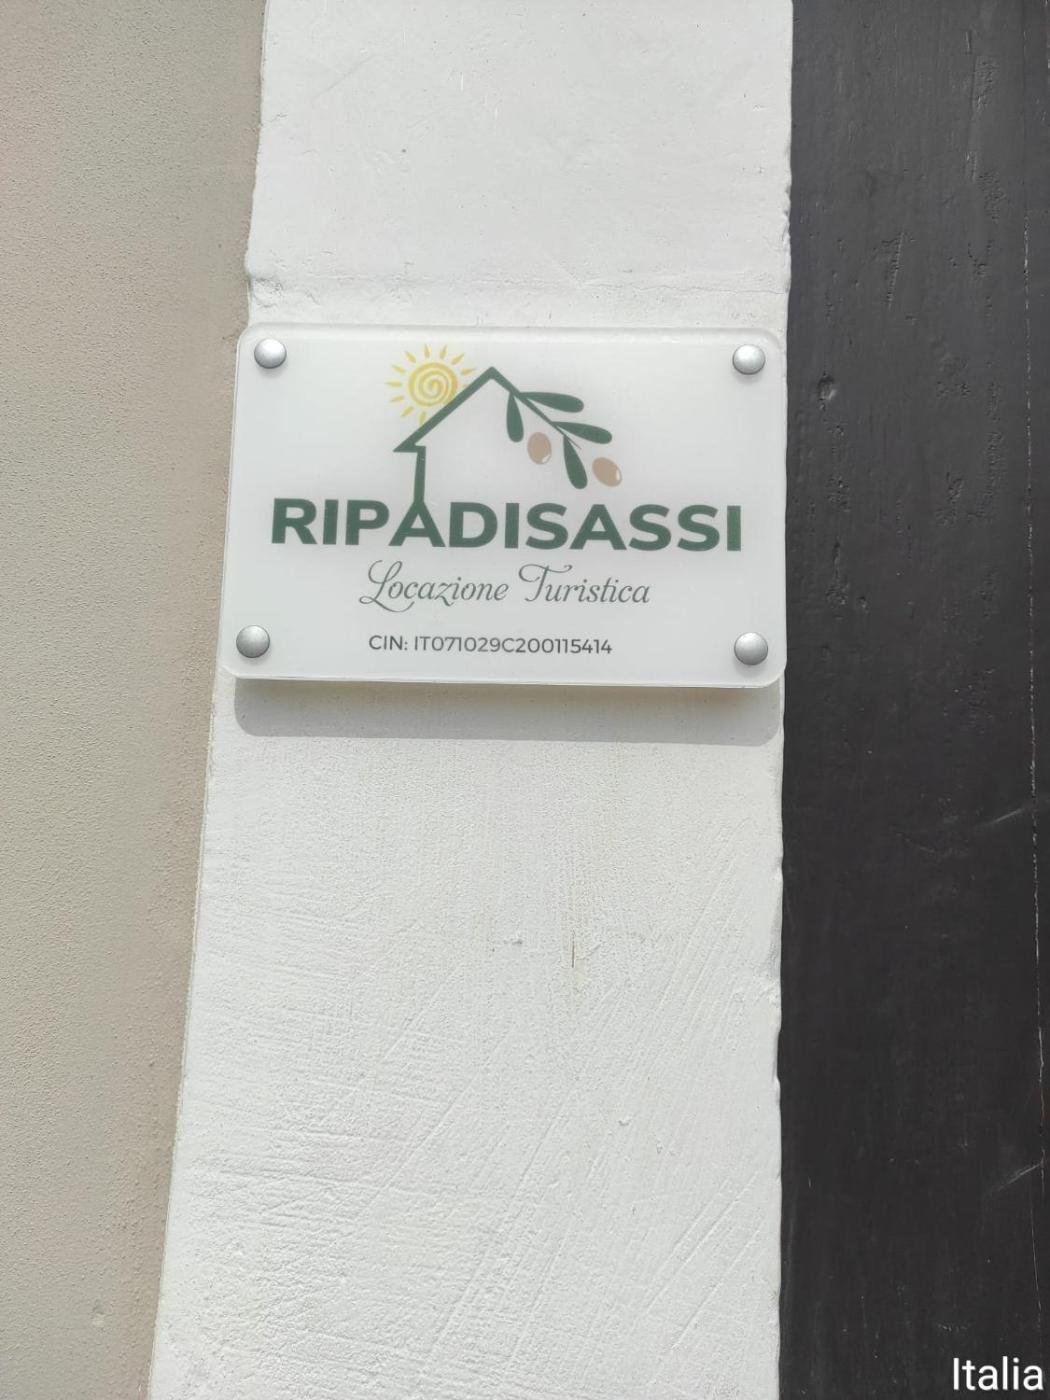 RIPADISASSI
Locazione Turistica
CIN: IT071029C200115414
Italia